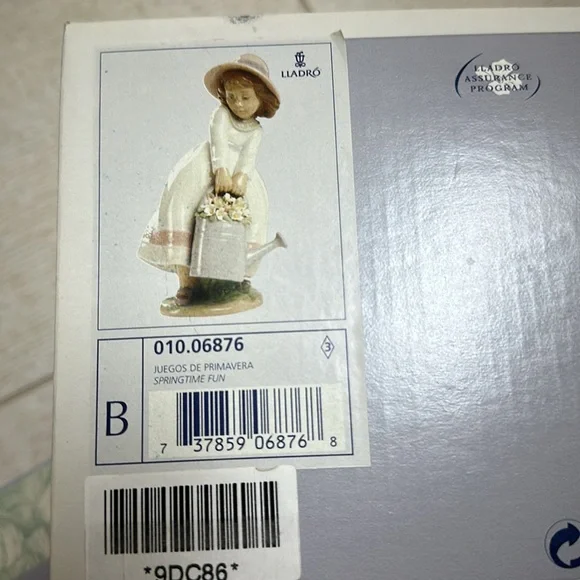 LLADRÓ
LLADRÓ
ASSURANCE
PROGRAM
010.06876
3
JUEGOS DE PRIMAVERA
SPRINGTIME FUN
B
7 37859 06876 8
*9DC86*